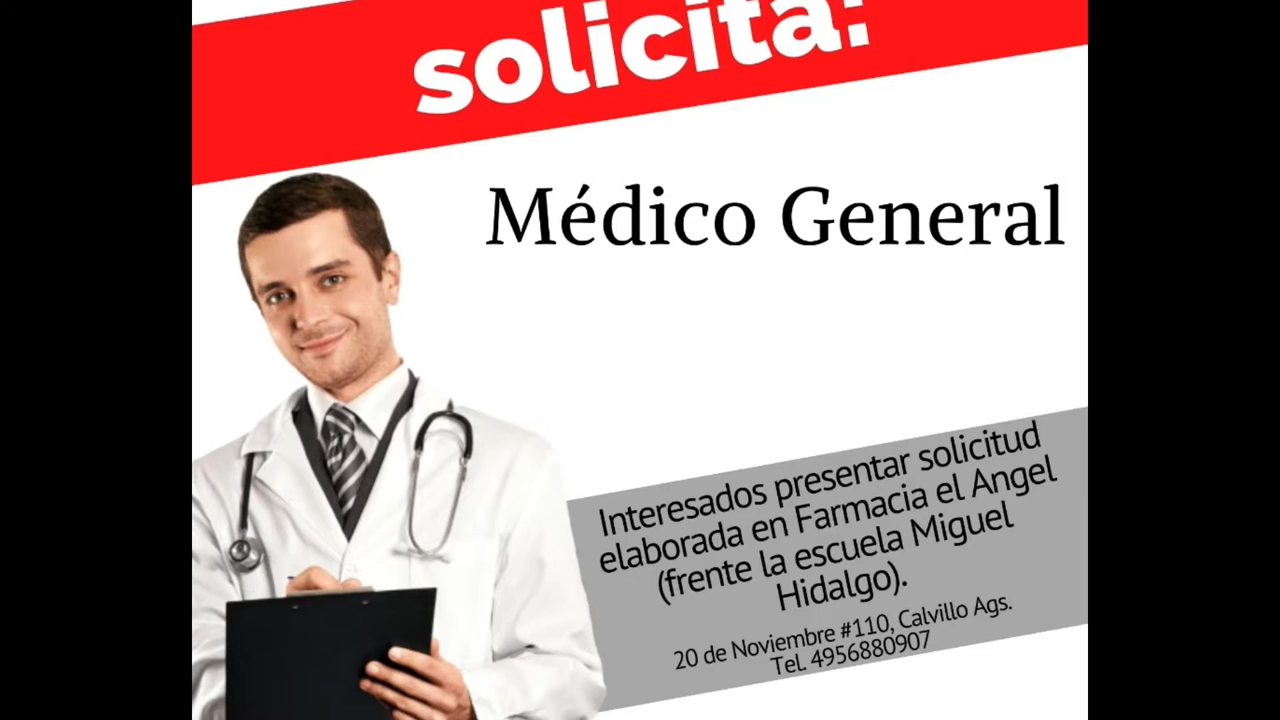 solicita:
Médico General
Interesados presentar solicitud
elaborada en Farmacia el Angel
(frente la escuela Miguel
Hidalgo).
20 de Noviembre #110, Calvillo Ags.
Tel. 4956880907